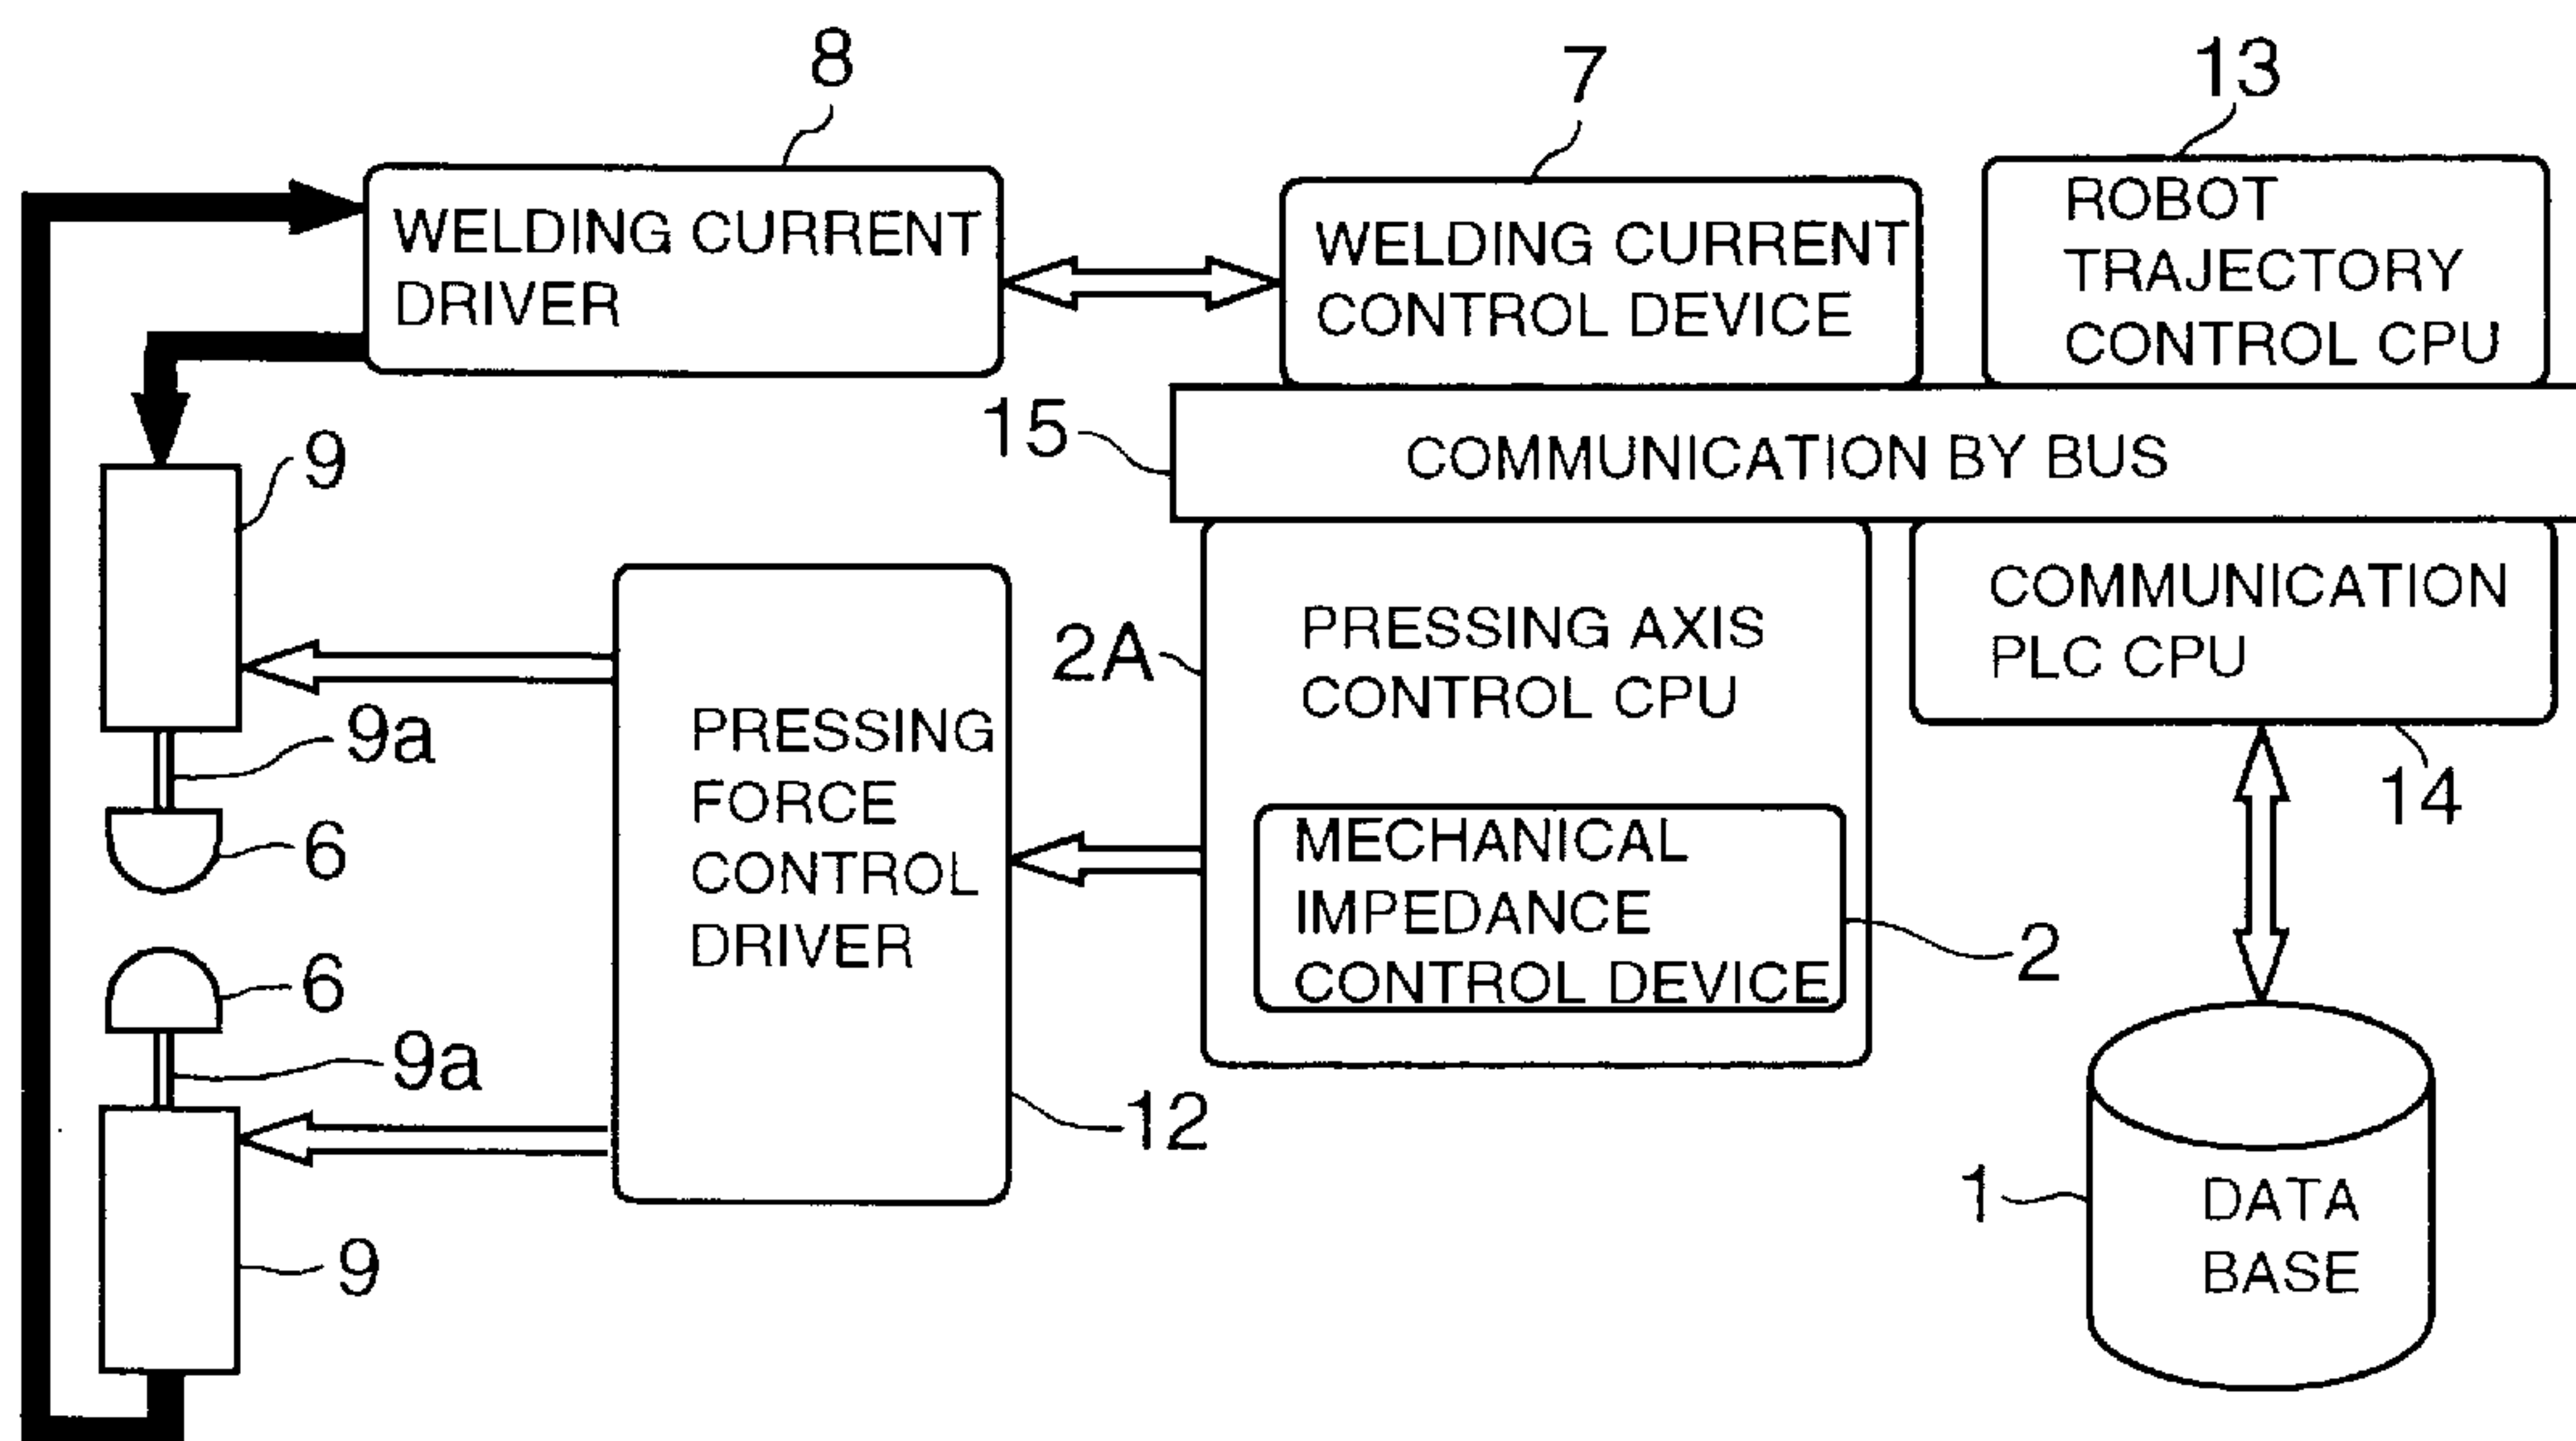 8
7
13
WELDING CURRENT
DRIVER
WELDING CURRENT
CONTROL DEVICE
ROBOT
TRAJECTORY
CONTROL CPU
15
COMMUNICATION BY BUS
9
9a
6
6
9a
9
PRESSING
FORCE
CONTROL
DRIVER
12
2A
PRESSING AXIS
CONTROL CPU
MECHANICAL
IMPEDANCE
CONTROL DEVICE
2
COMMUNICATION
PLC CPU
14
1
DATA
BASE